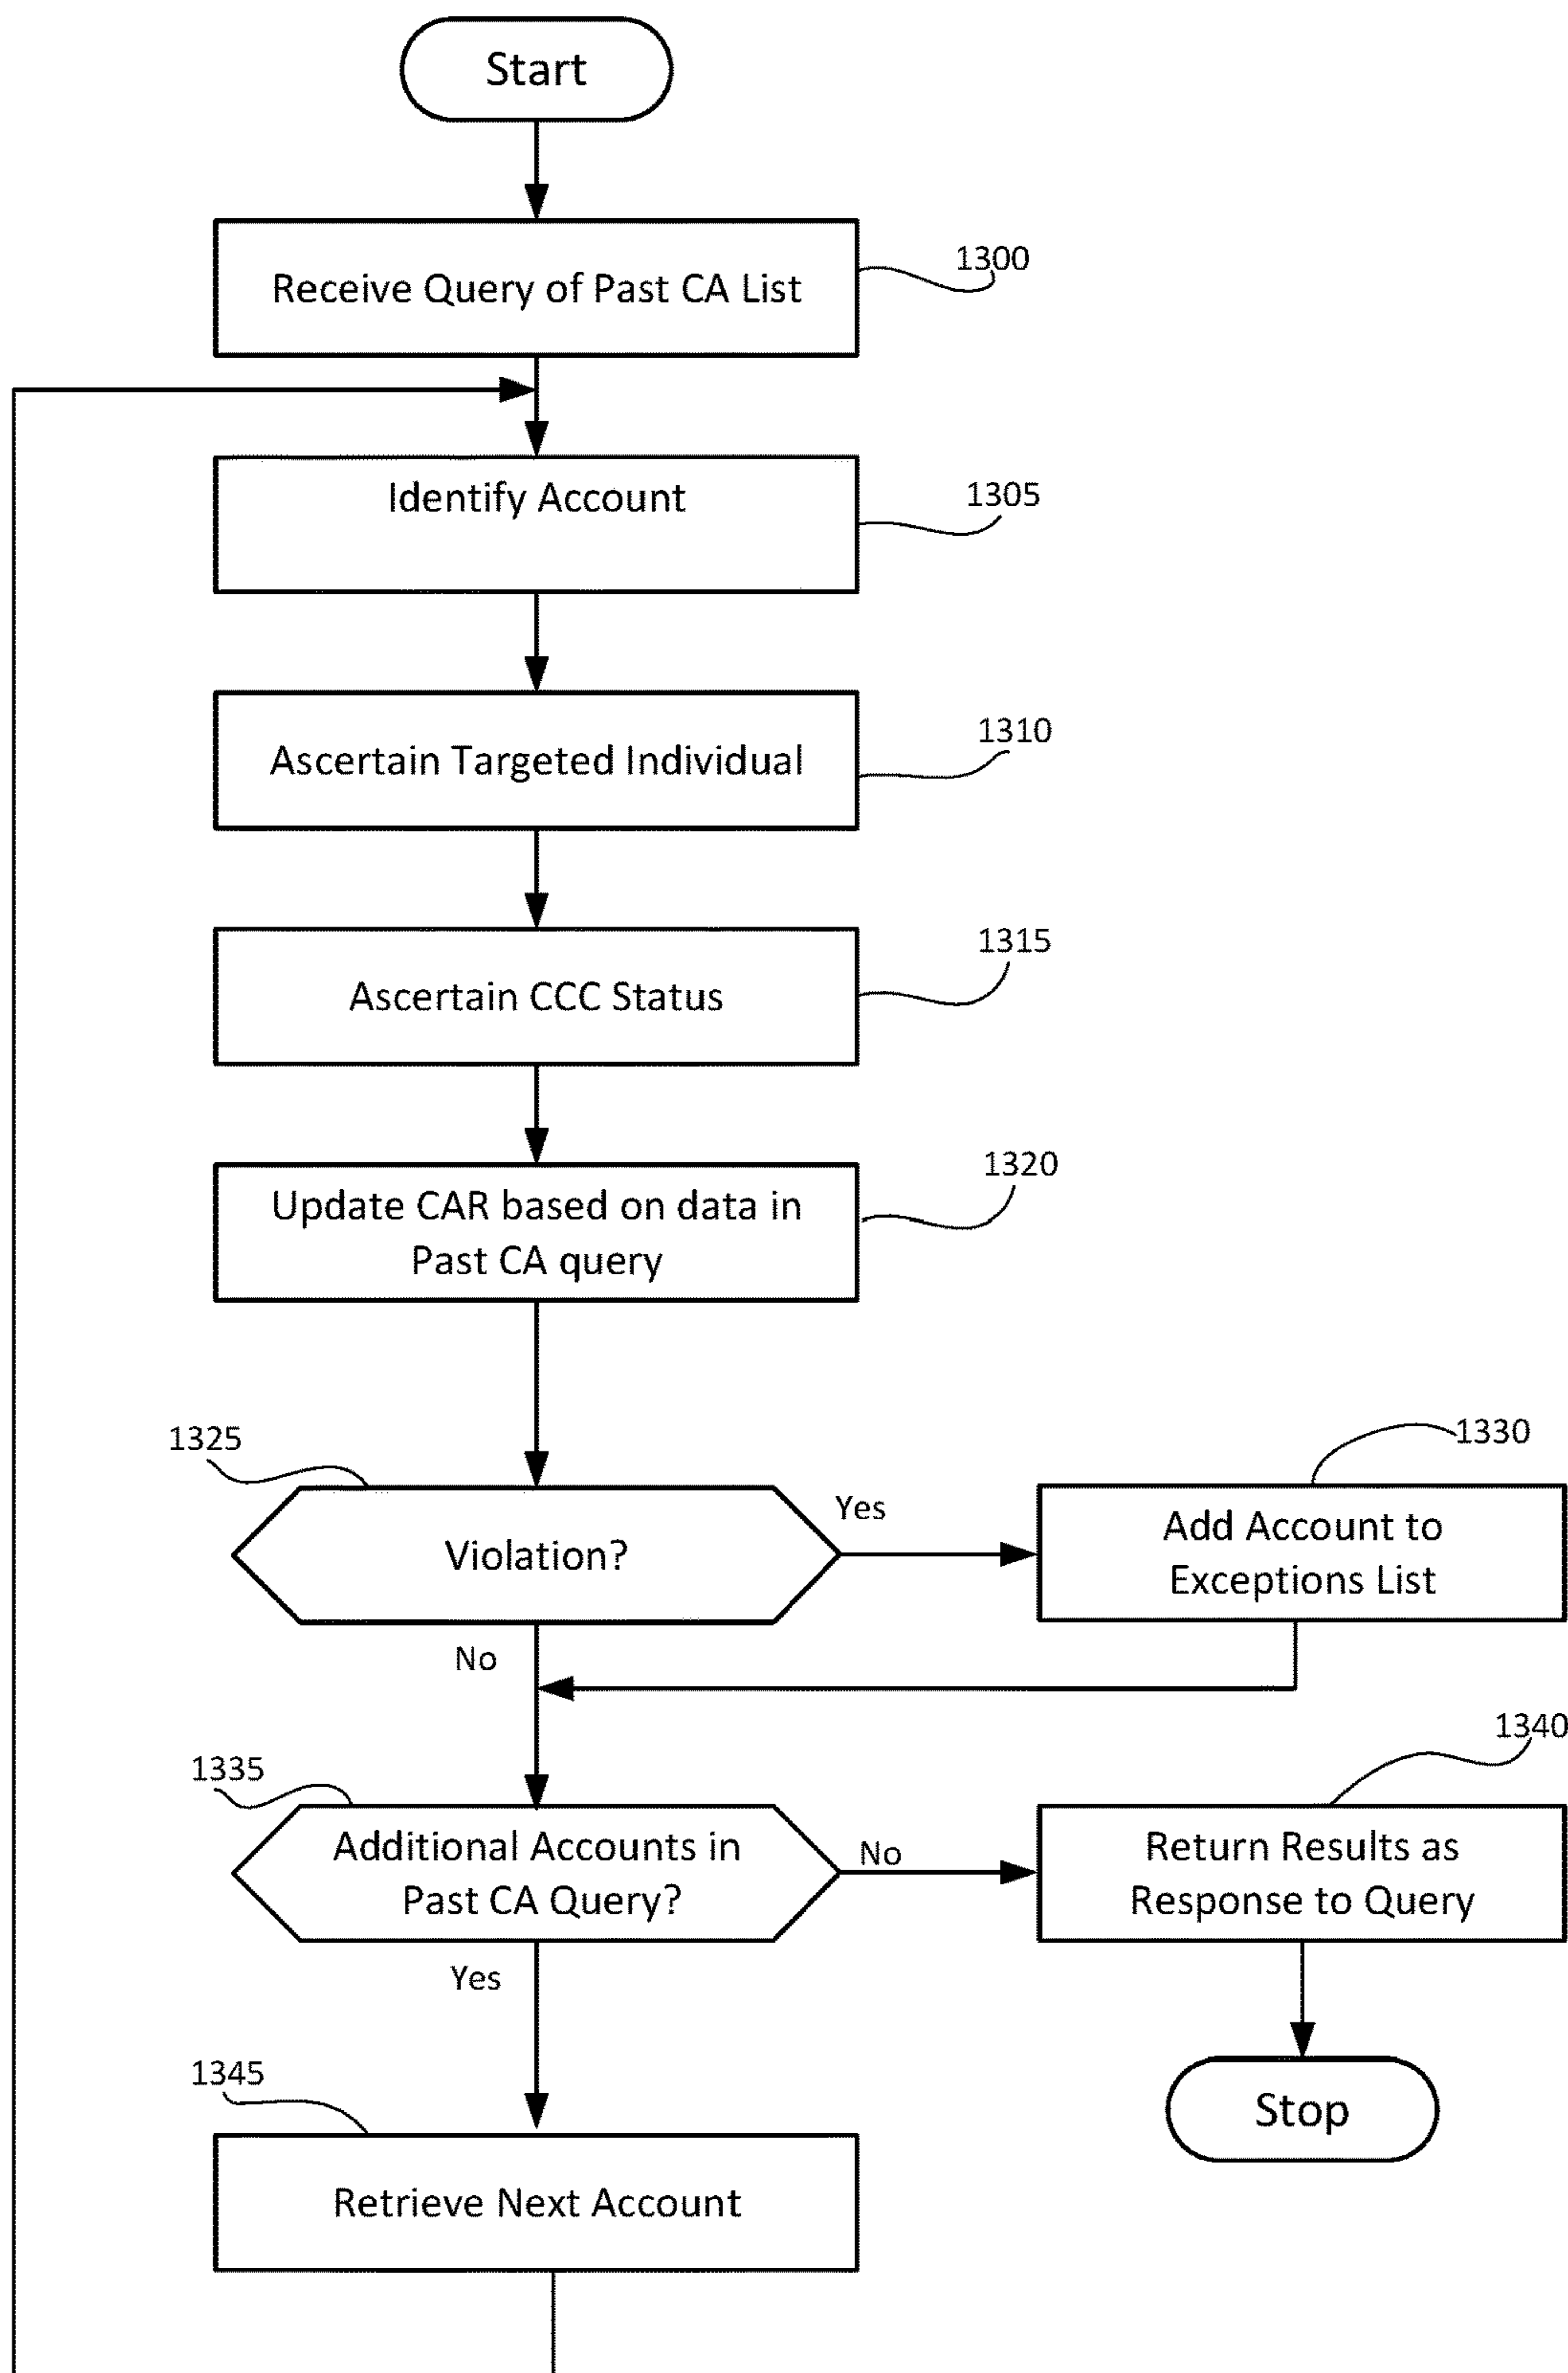 Start
Receive Query of Past CA List
1300
Identify Account
1305
Ascertain Targeted Individual
1310
Ascertain CCC Status
1315
Update CAR based on data in
Past CA query
1320
1325
Violation?
Yes
No
1330
Add Account to
Exceptions List
1335
Additional Accounts in
Past CA Query?
No
Yes
1340
Return Results as
Response to Query
Stop
1345
Retrieve Next Account